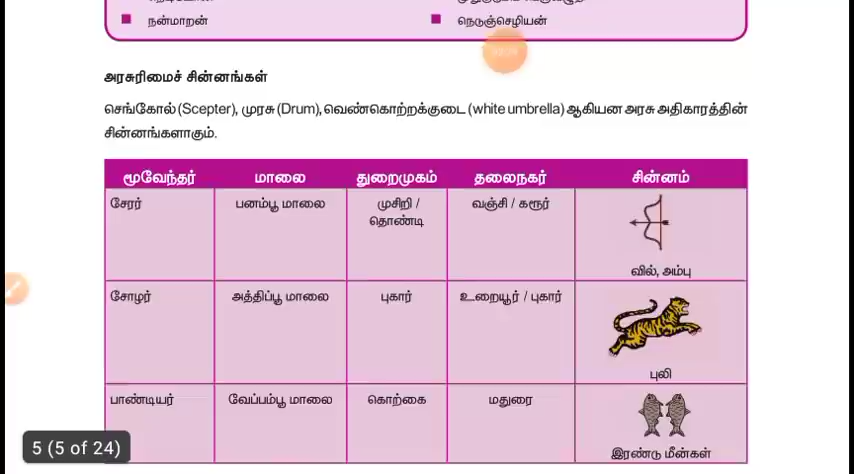 நன்மாறன்
நெடுஞ்செழியன்
அரசுரிமைச் சின்னங்கள்
செங்கோல் (Scepter), முரசு (Drum), வெண்கொற்றக்குடை (white umbrella) ஆகியன அரசு அதிகாரத்தின்
சின்னங்களாகும்.
மூவேந்தர் மாலை துறைமுகம் தலைநகர் சின்னம்
சேரர் பனம்பூ மாலை முசிறி / வஞ்சி / கரூர்
தொண்டி
வில், அம்பு
சோழர் அத்திப்பூ மாலை புகார் உறையூர் / புகார்
புலி
பாண்டியர் வேப்பம்பூ மாலை கொற்கை மதுரை
இரண்டு மீன்கள்
5 (5 of 24)